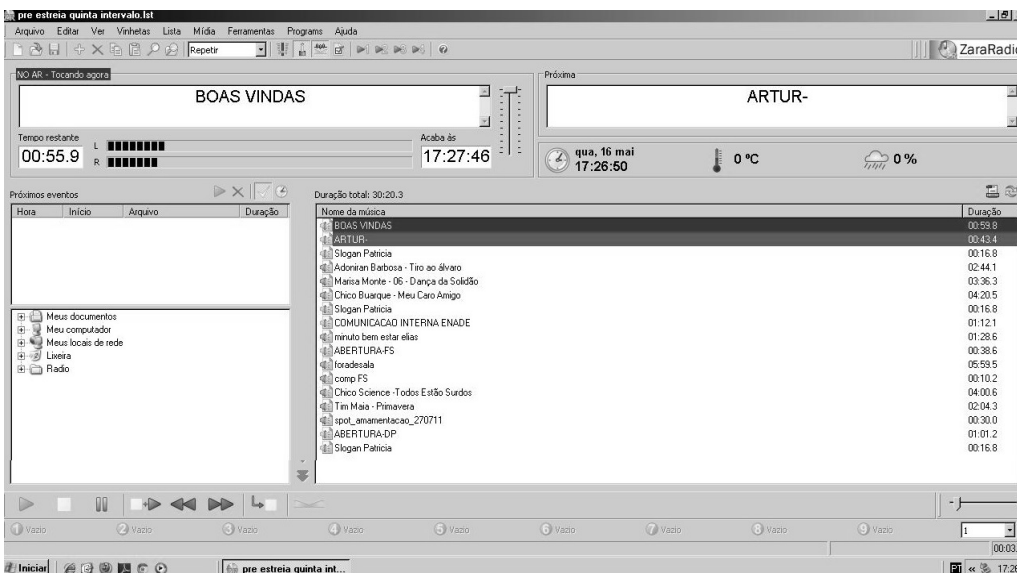 pre estreia quinta intervalo.lst
Arquivo Editar Ver Vinhetas Lista Mídia Ferramentas Programs Ajuda
Repetir
ZaraRadio
NO AR - Tocando agora
BOAS VINDAS
Tempo restante
00:55.9
L
R
Acaba às
17:27:46
Próxima
ARTUR-
qua, 16 mai
17:26:50
0 ºC
0 %
Próximos eventos
Hora Início Arquivo Duração
Meus documentos
Meu computador
Meus locais de rede
Lixeira
Radio
Duração total: 30:20.3
Nome da música Duração
BOAS VINDAS 00:59.8
ARTUR- 00:43.4
Slogan Patricia 00:16.8
Adoniran Barbosa - Tiro ao álvaro 02:44.1
Marisa Monte - 06 - Dança da Solidão 03:36.3
Chico Buarque - Meu Caro Amigo 04:20.5
Slogan Patricia 00:16.8
COMUNICACAO INTERNA ENADE 01:12.1
minuto bem estar elias 01:28.6
ABERTURA-FS 00:38.6
foradesala 05:59.5
comp FS 00:10.2
Chico Science -Todos Estão Surdos 04:00.6
Tim Maia - Primavera 02:04.3
spot_amamentacao_270711 00:30.0
ABERTURA-DP 01:01.2
Slogan Patricia 00:16.8
1 Vazio 2 Vazio 3 Vazio 4 Vazio 5 Vazio 6 Vazio 7 Vazio 8 Vazio 9 Vazio 1
00:03.
Iniciar pre estreia quinta int... PT « 17:26